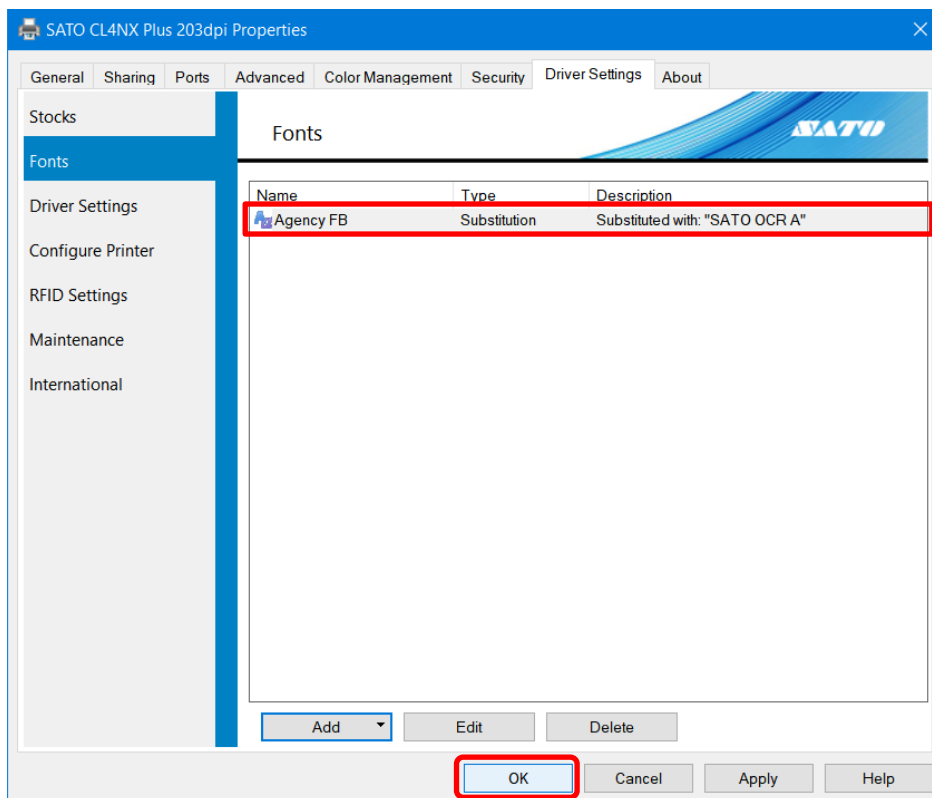 SATO CL4NX Plus 203dpi Properties
General Sharing Ports Advanced Color Management Security Driver Settings About
Stocks
Fonts
Driver Settings
Configure Printer
RFID Settings
Maintenance
International
Fonts
SATO
Name Type Description
Agency FB Substitution Substituted with: "SATO OCR A"
Add Edit Delete
OK Cancel Apply Help